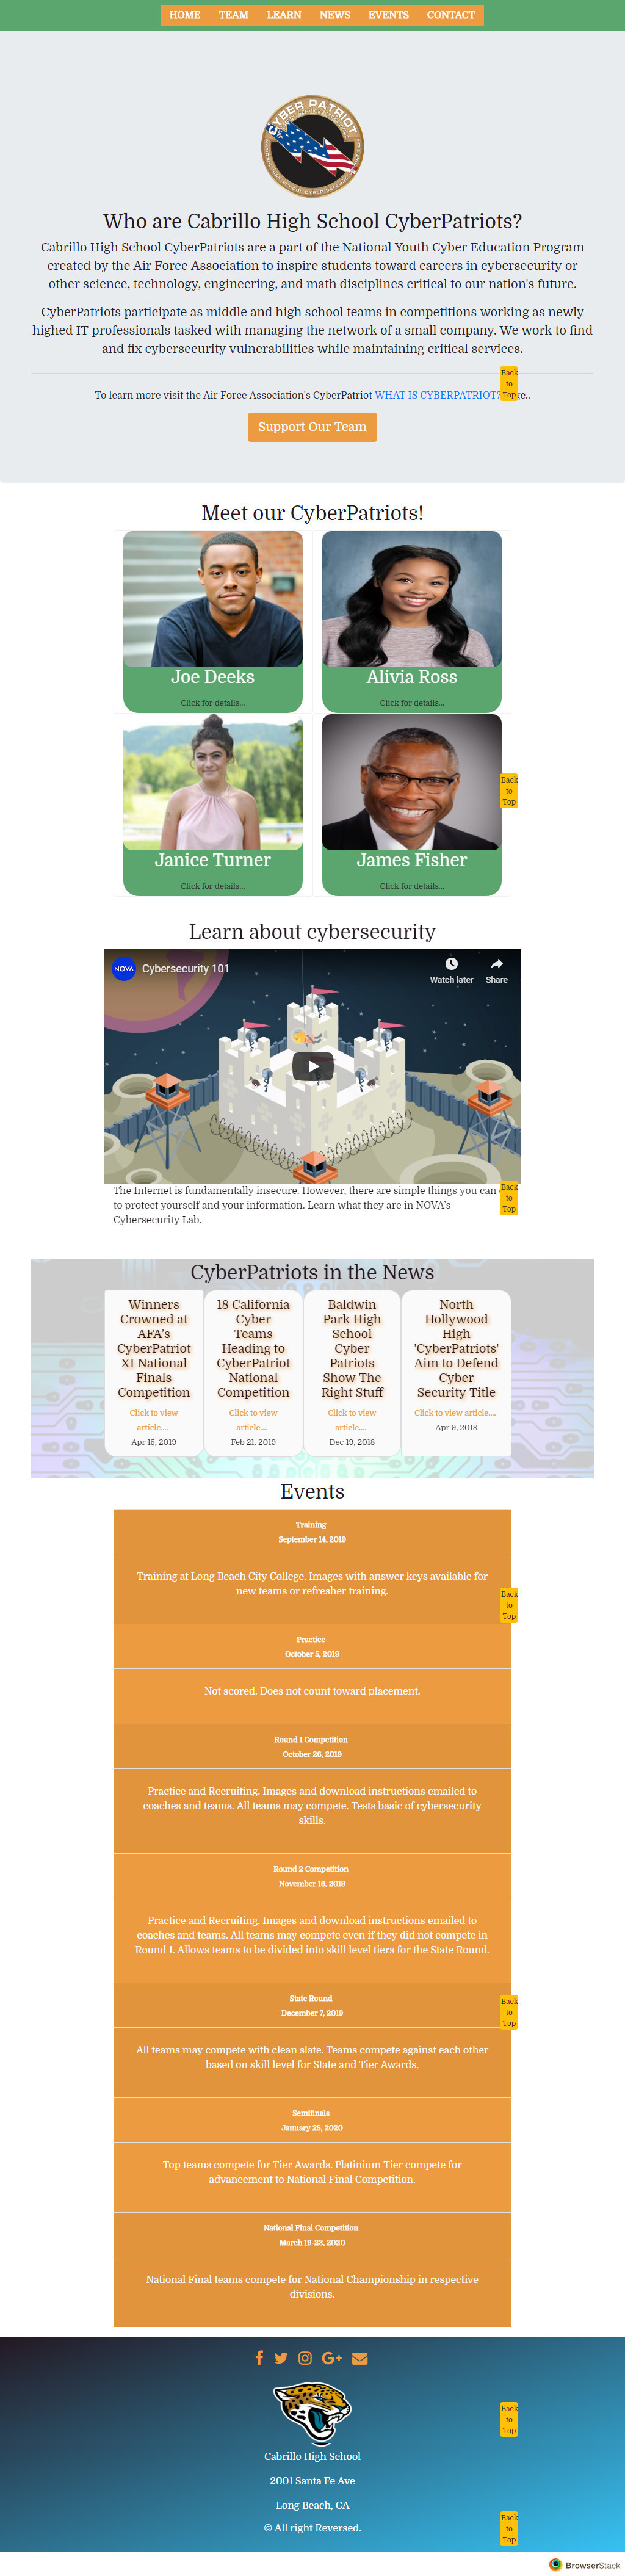 HOME TEAM LEARN NEWS EVENTS CONTACT
CYBER PATRIOT
Who are Cabrillo High School CyberPatriots?
Cabrillo High School CyberPatriots are a part of the National Youth Cyber Education Program
created by the Air Force Association to inspire students toward careers in cybersecurity or
other science, technology, engineering, and math disciplines critical to our nation's future.
CyberPatriots participate as middle and high school teams in competitions working as newly
highed IT professionals tasked with managing the network of a small company. We work to find
and fix cybersecurity vulnerabilities while maintaining critical services.
Back
to
Top
To learn more visit the Air Force Association's CyberPatriot WHAT IS CYBERPATRIOT?
Support Our Team
Meet our CyberPatriots!
Joe Deeks
Click for details...
Alivia Ross
Click for details...
Janice Turner
Click for details...
James Fisher
Click for details...
Back
to
Top
Learn about cybersecurity
NOVA Cybersecurity 101
Watch later Share
The Internet is fundamentally insecure. However, there are simple things you can
to protect yourself and your information. Learn what they are in NOVA's
Cybersecurity Lab.
Back
to
Top
CyberPatriots in the News
Winners
Crowned at
AFA's
CyberPatriot
XI National
Finals
Competition
Click to view
article....
Apr 15, 2019
18 California
Cyber
Teams
Heading to
CyberPatriot
National
Competition
Click to view
article....
Feb 21, 2019
Baldwin
Park High
School
Cyber
Patriots
Show The
Right Stuff
Click to view
article....
Dec 19, 2018
North
Hollywood
High
'CyberPatriots'
Aim to Defend
Cyber
Security Title
Click to view article....
Apr 9, 2018
Events
Training
September 14, 2019
Training at Long Beach City College. Images with answer keys available for
new teams or refresher training.
Back
to
Top
Practice
October 5, 2019
Not scored. Does not count toward placement.
Round 1 Competition
October 26, 2019
Practice and Recruiting. Images and download instructions emailed to
coaches and teams. All teams may compete. Tests basic of cybersecurity
skills.
Round 2 Competition
November 16, 2019
Practice and Recruiting. Images and download instructions emailed to
coaches and teams. All teams may compete even if they did not compete in
Round 1. Allows teams to be divided into skill level tiers for the State Round.
State Round
December 7, 2019
Back
to
Top
All teams may compete with clean slate. Teams compete against each other
based on skill level for State and Tier Awards.
Semifinals
January 25, 2020
Top teams compete for Tier Awards. Platinium Tier compete for
advancement to National Final Competition.
National Final Competition
March 19-23, 2020
National Final teams compete for National Championship in respective
divisions.
Back
to
Top
Cabrillo High School
2001 Santa Fe Ave
Long Beach, CA
© All right Reversed.
Back
to
Top
BrowserStack